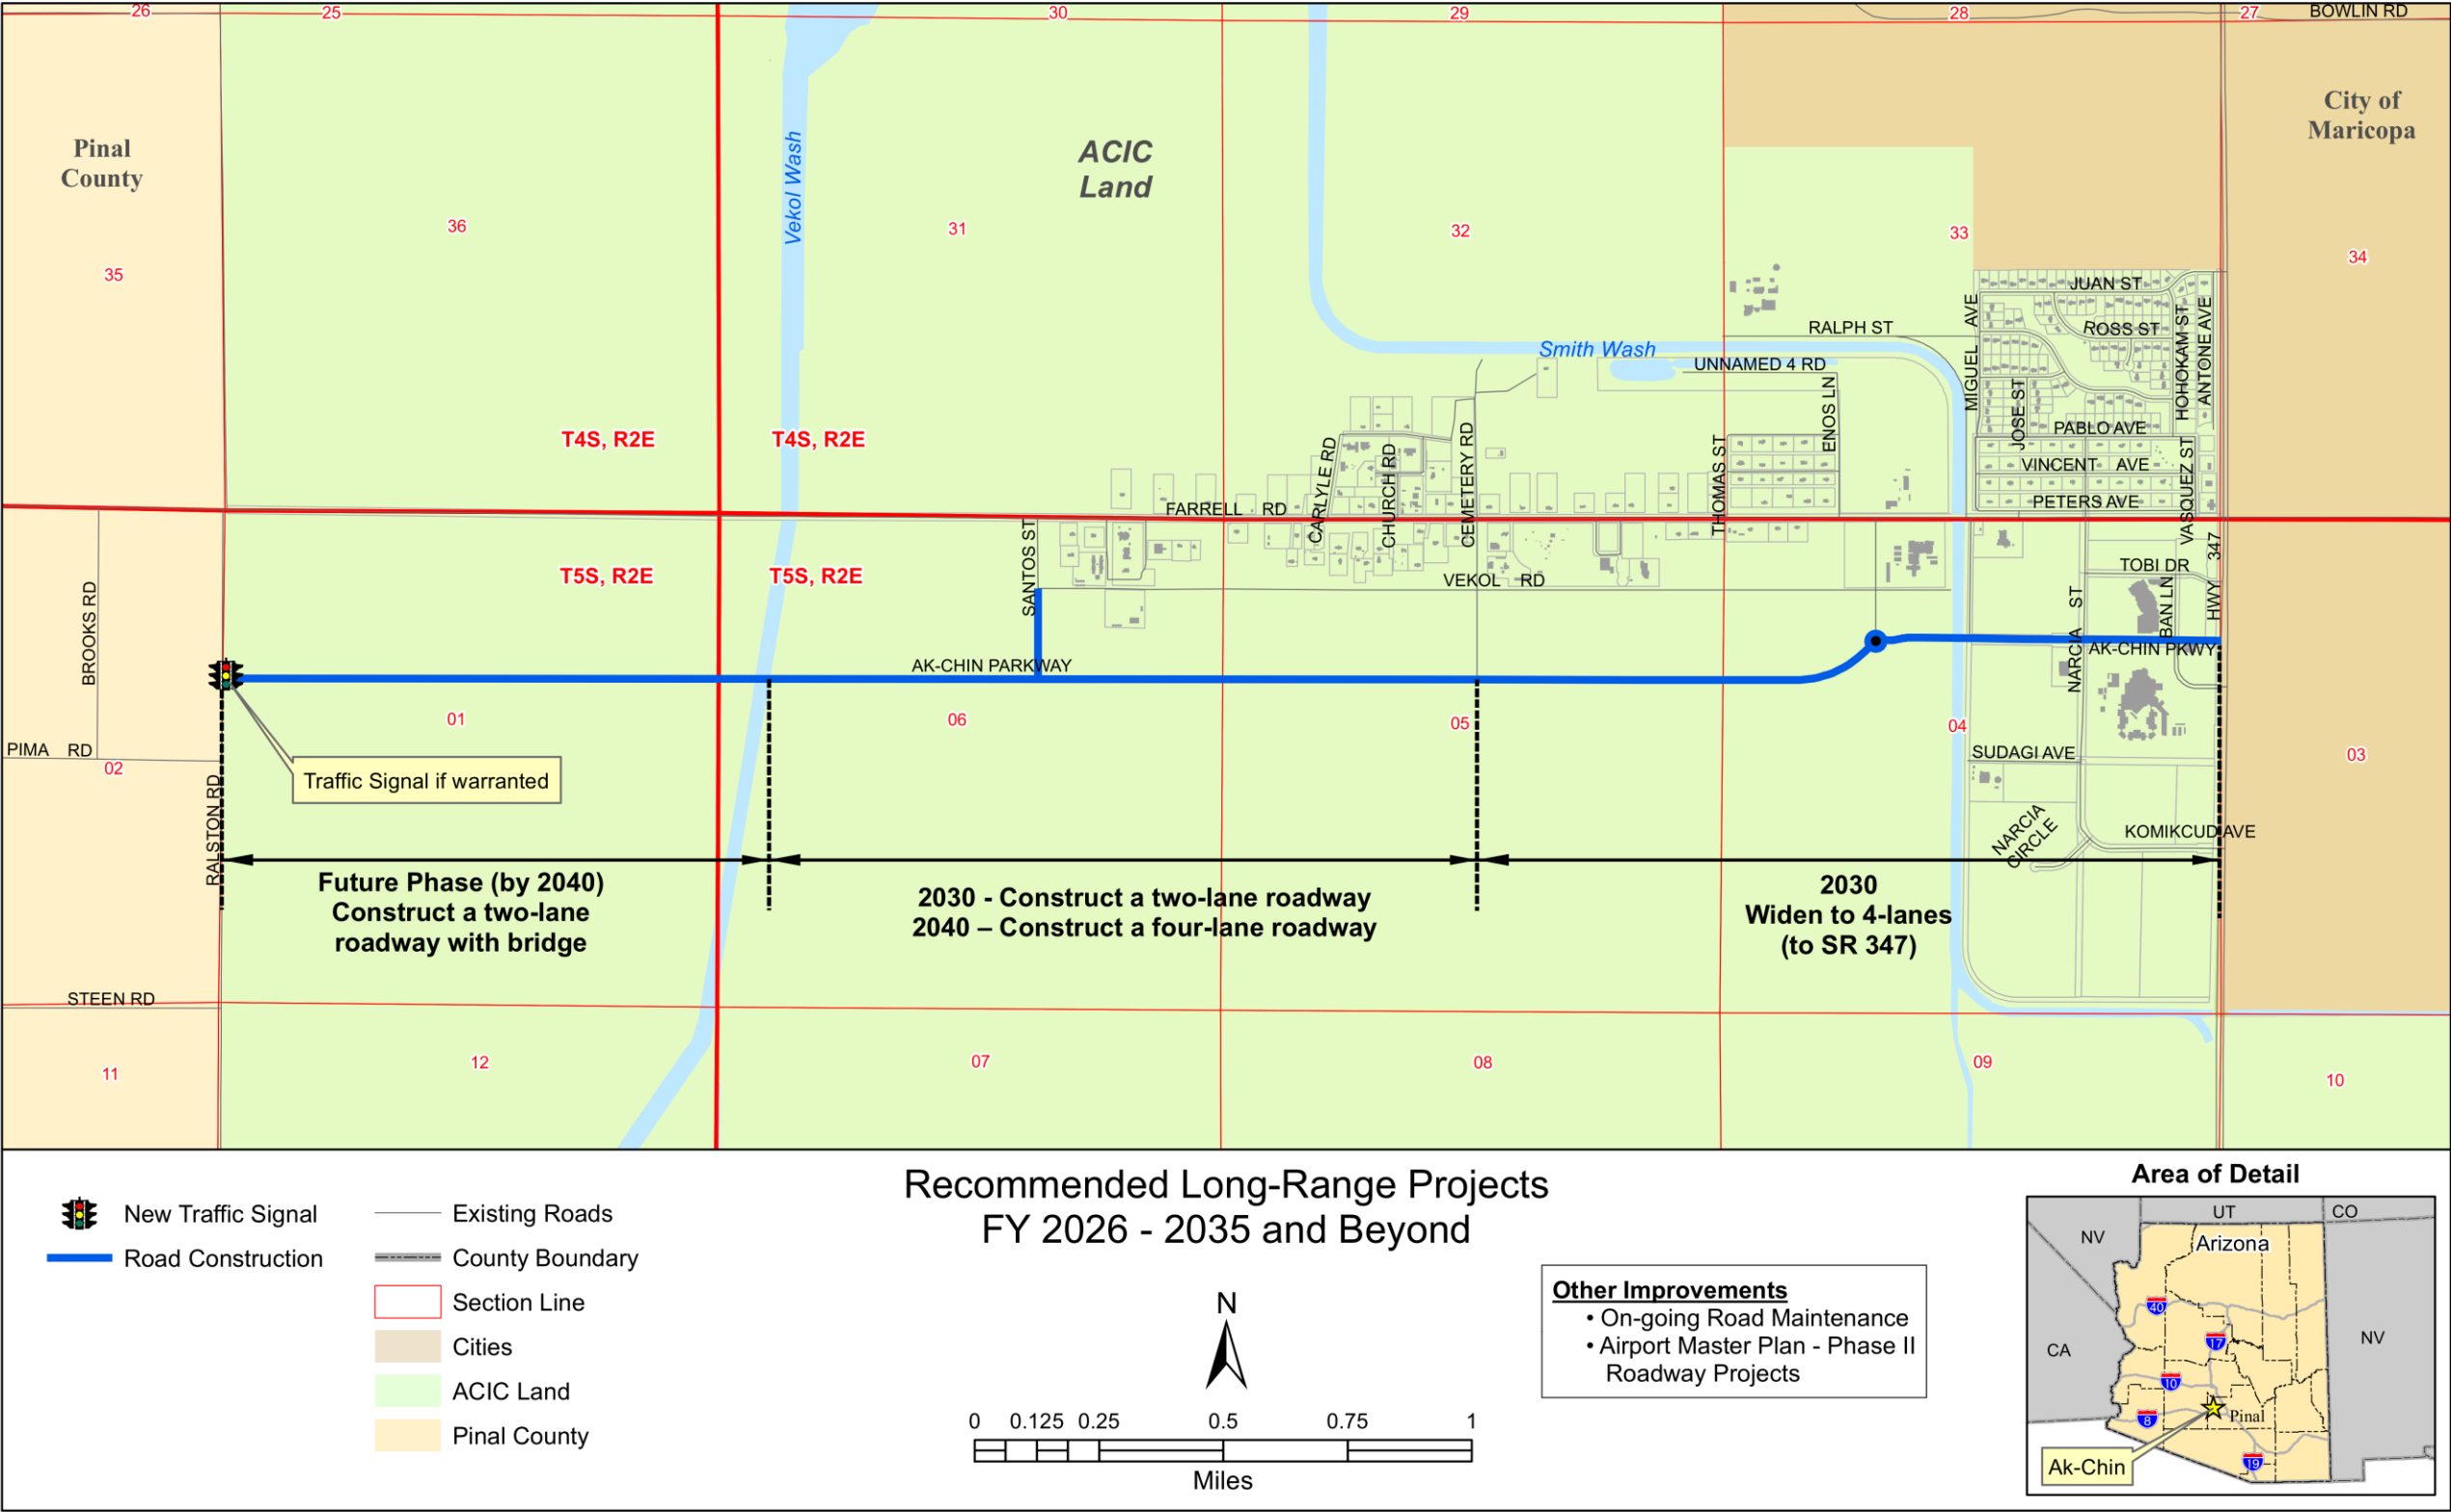 26
25
30
29
28
27
BOWLIN RD
Pinal
County
Vekol Wash
ACIC
Land
City of
Maricopa
36
31
32
33
34
35
JUAN ST
ROSS ST
HOHOKAM ST
ANTONE AVE
MIGUEL AVE
RALPH ST
Smith Wash
UNNAMED 4 RD
ENOS LN
JOSE ST
PABLO AVE
VINCENT AVE
PETERS AVE
VASQUEZ ST
T4S, R2E
T4S, R2E
CARLYLE RD
CHURCH RD
CEMETERY RD
THOMAS ST
FARRELL RD
T5S, R2E
T5S, R2E
SANTOS ST
VEKOL RD
TOBI DR
BAN LN
HWY 347
NARCIA ST
BROOKS RD
AK-CHIN PARKWAY
AK-CHIN PKWY
01
06
05
04
03
02
PIMA RD
RALSTON RD
Traffic Signal if warranted
SUDAGI AVE
NARCIA
CIRCLE
KOMIKCUD AVE
Future Phase (by 2040)
Construct a two-lane
roadway with bridge
2030 - Construct a two-lane roadway
2040 – Construct a four-lane roadway
2030
Widen to 4-lanes
(to SR 347)
STEEN RD
11
12
07
08
09
10
New Traffic Signal
Road Construction
Existing Roads
County Boundary
Section Line
Cities
ACIC Land
Pinal County
Recommended Long-Range Projects
FY 2026 - 2035 and Beyond
N
0 0.125 0.25 0.5 0.75 1
Miles
Other Improvements
• On-going Road Maintenance
• Airport Master Plan - Phase II
Roadway Projects
Area of Detail
UT
CO
NV
Arizona
40
17
CA
NV
10
8
Pinal
Ak-Chin
19